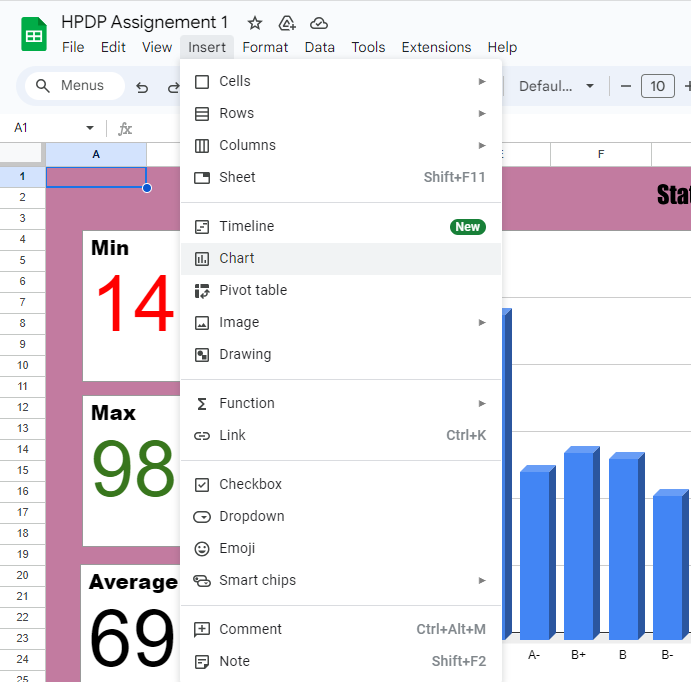 HPDP Assignement 1
File Edit View Insert Format Data Tools Extensions Help
Menus Defaul... 10
A1 fx
A F
Cells
Rows
Columns
Sheet Shift+F11
Timeline New
Chart
Pivot table
Image
Drawing
Function
Link Ctrl+K
Checkbox
Dropdown
Emoji
Smart chips
Comment Ctrl+Alt+M
Note Shift+F2
1
2
3
4
5
6
7
8
9
10
11
12
13
14
15
16
17
18
19
20
21
22
23
24
25
Min
14
Max
98
Average
69
A- B+ B B-